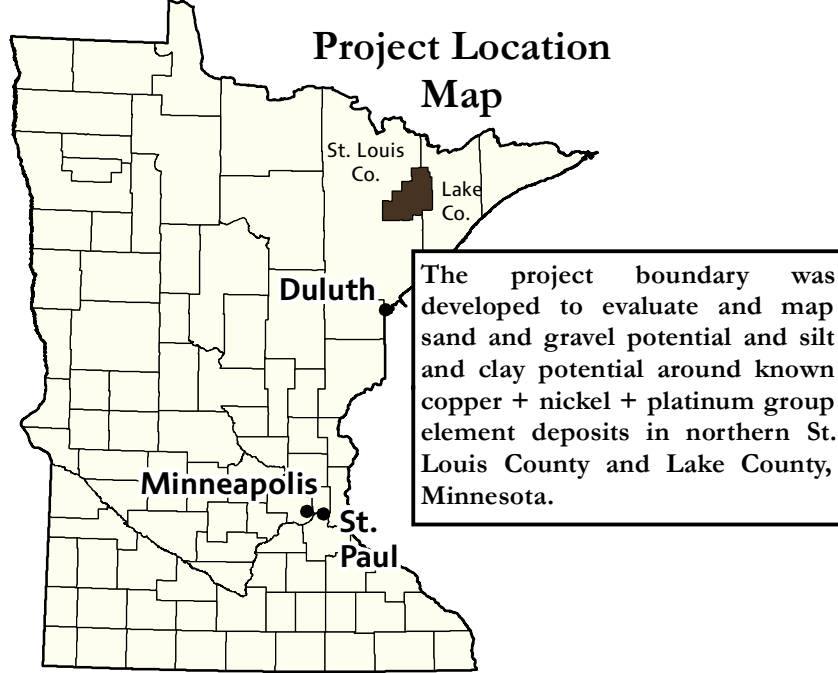 Project Location
Map
St. Louis
Co.
Lake
Co.
Duluth
The project boundary was
developed to evaluate and map
sand and gravel potential and silt
and clay potential around known
copper + nickel + platinum group
element deposits in northern St.
Louis County and Lake County,
Minnesota.
Minneapolis
St.
Paul